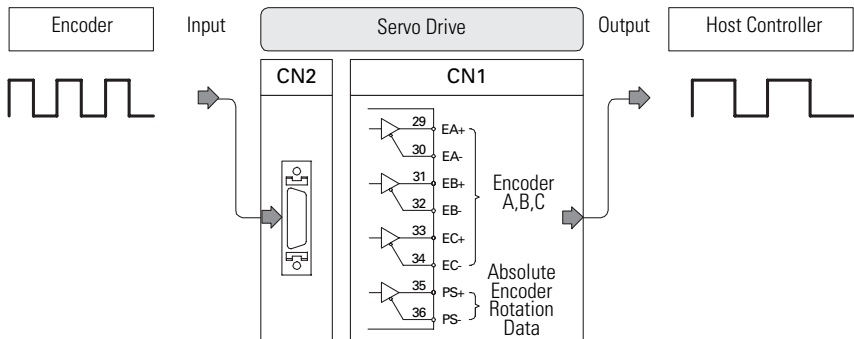 Encoder Input Servo Drive Output Host Controller
CN2 CN1
29 EA+
30 EA-
31 EB+
32 EB-
33 EC+
34 EC-
35 PS+
36 PS-
Encoder
A,B,C
Absolute
Encoder
Rotation
Data